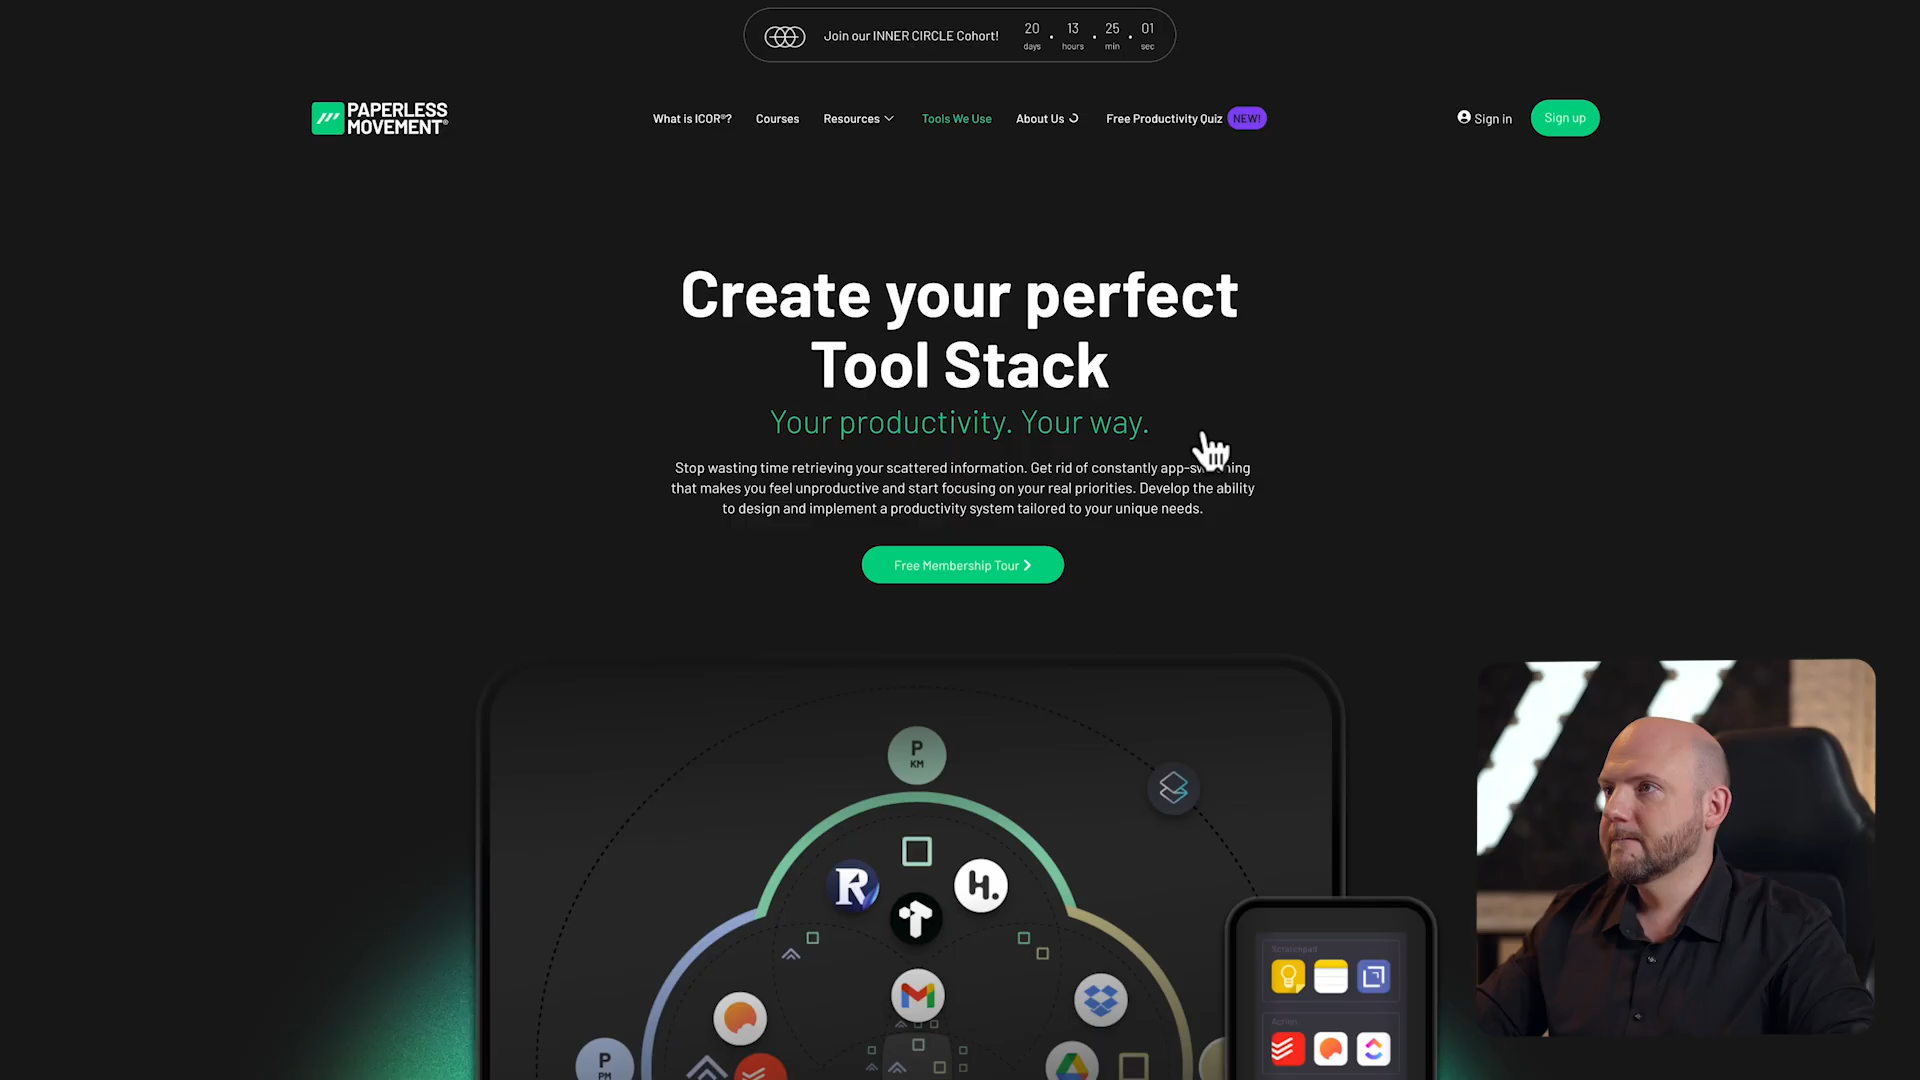 Join our INNER CIRCLE Cohort!
20 . 13 . 25 . 01
days hours min sec
PAPERLESS
MOVEMENT®
What is ICOR®?
Courses
Resources
Tools We Use
About Us
Free Productivity Quiz
NEW!
Sign in
Sign up
Create your perfect
Tool Stack
Your productivity. Your way.
Stop wasting time retrieving your scattered information. Get rid of constantly
that makes you feel unproductive and start focusing on your real priorities. Develop the ability
to design and implement a productivity system tailored to your unique needs.
Free Membership Tour
P
KM
R
H.
Scratchpad
Action
P
PM